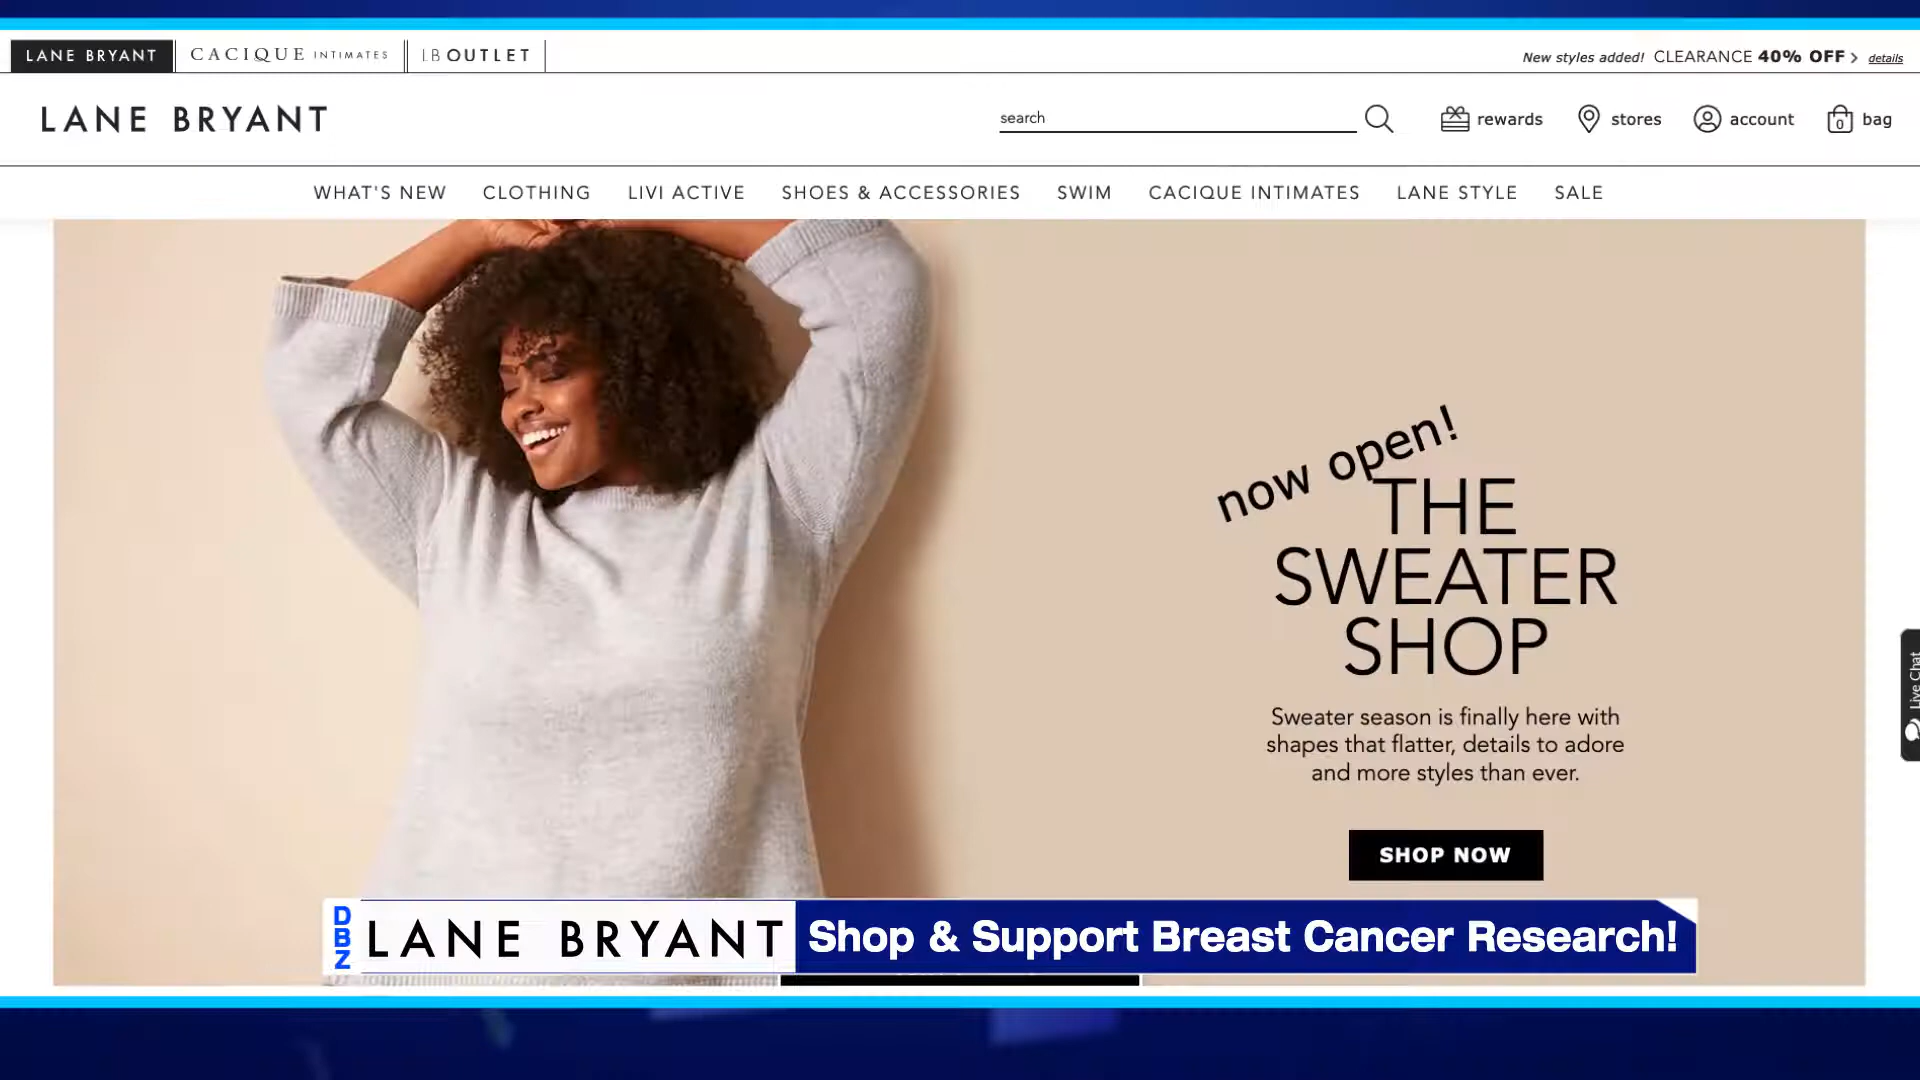 LANE BRYANT
CACIQUE INTIMATES
LB OUTLET
New styles added! CLEARANCE 40% OFF > details
LANE BRYANT
search
rewards
stores
account
0
bag
WHAT'S NEW
CLOTHING
LIVI ACTIVE
SHOES & ACCESSORIES
SWIM
CACIQUE INTIMATES
LANE STYLE
SALE
now open!
THE
SWEATER
SHOP
Sweater season is finally here with
shapes that flatter, details to adore
and more styles than ever.
SHOP NOW
Live Chat
DBZ
LANE BRYANT
Shop & Support Breast Cancer Research!